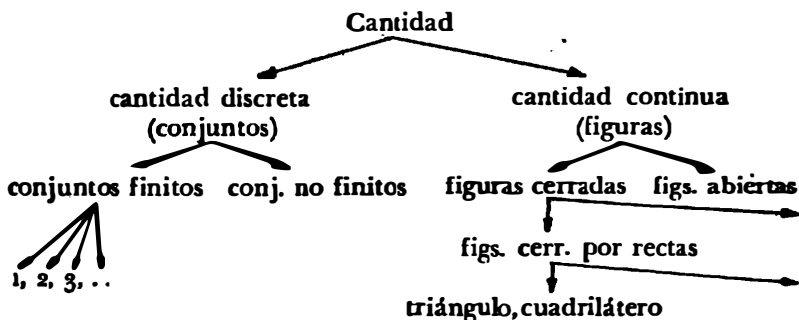 Cantidad
cantidad discreta cantidad continua
(conjuntos) (figuras)
conjuntos finitos conj. no finitos figuras cerradas figs. abiertas
figs. cerr. por rectas
1, 2, 3, . .
triángulo, cuadrilátero